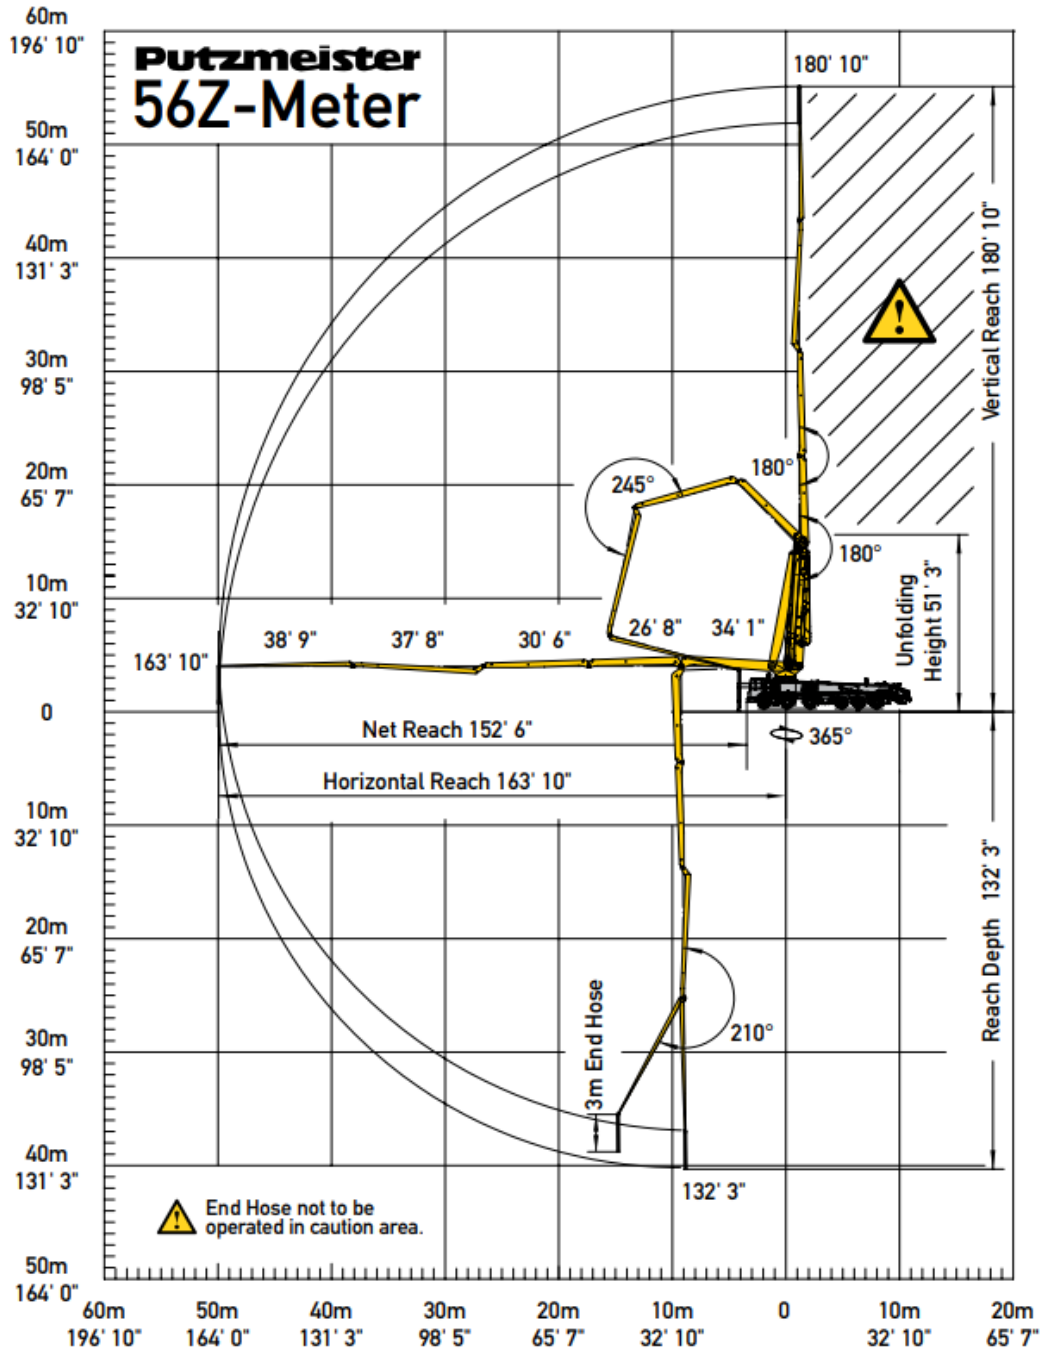 60m
196' 10"
Putzmeister
56Z-Meter
180' 10"
50m
164' 0"
40m
131' 3"
Vertical Reach 180' 10"
!
30m
98' 5"
20m
65' 7"
245°
180°
180°
10m
32' 10"
Unfolding
Height 51' 3"
38' 9"
37' 8"
30' 6"
26' 8"
34' 1"
163' 10"
0
Net Reach 152' 6"
365°
Horizontal Reach 163' 10"
10m
32' 10"
Reach Depth 132' 3"
20m
65' 7"
3m End Hose
210°
30m
98' 5"
40m
131' 3"
132' 3"
!
End Hose not to be
operated in caution area.
50m
164' 0"
60m 50m 40m 30m 20m 10m 0 10m 20m
196' 10" 164' 0" 131' 3" 98' 5" 65' 7" 32' 10" 32' 10" 65' 7"